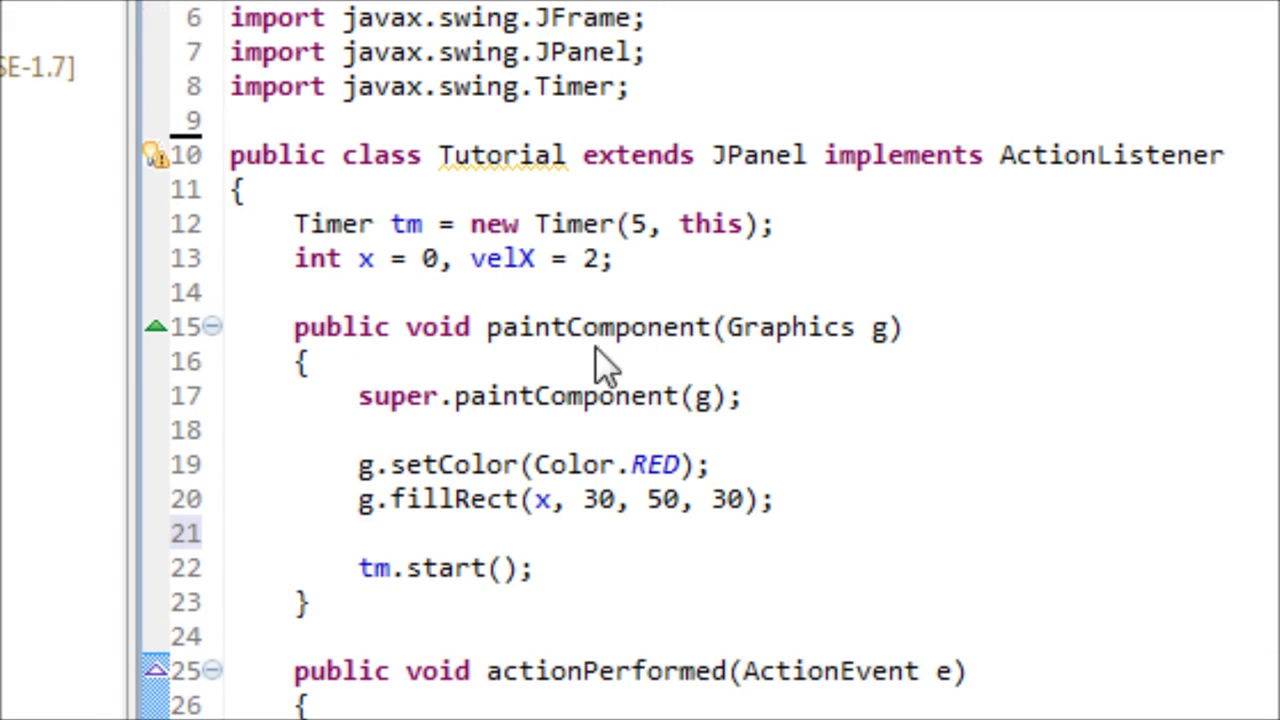 SE-1.7]
6 import javax.swing.JFrame;
7 import javax.swing.JPanel;
8 import javax.swing.Timer;
9
10 public class Tutorial extends JPanel implements ActionListener
11 {
12 Timer tm = new Timer(5, this);
13 int x = 0, velX = 2;
14
15 public void paintComponent(Graphics g)
16 {
17 super.paintComponent(g);
18
19 g.setColor(Color.RED);
20 g.fillRect(x, 30, 50, 30);
21
22 tm.start();
23 }
24
25 public void actionPerformed(ActionEvent e)
26 {